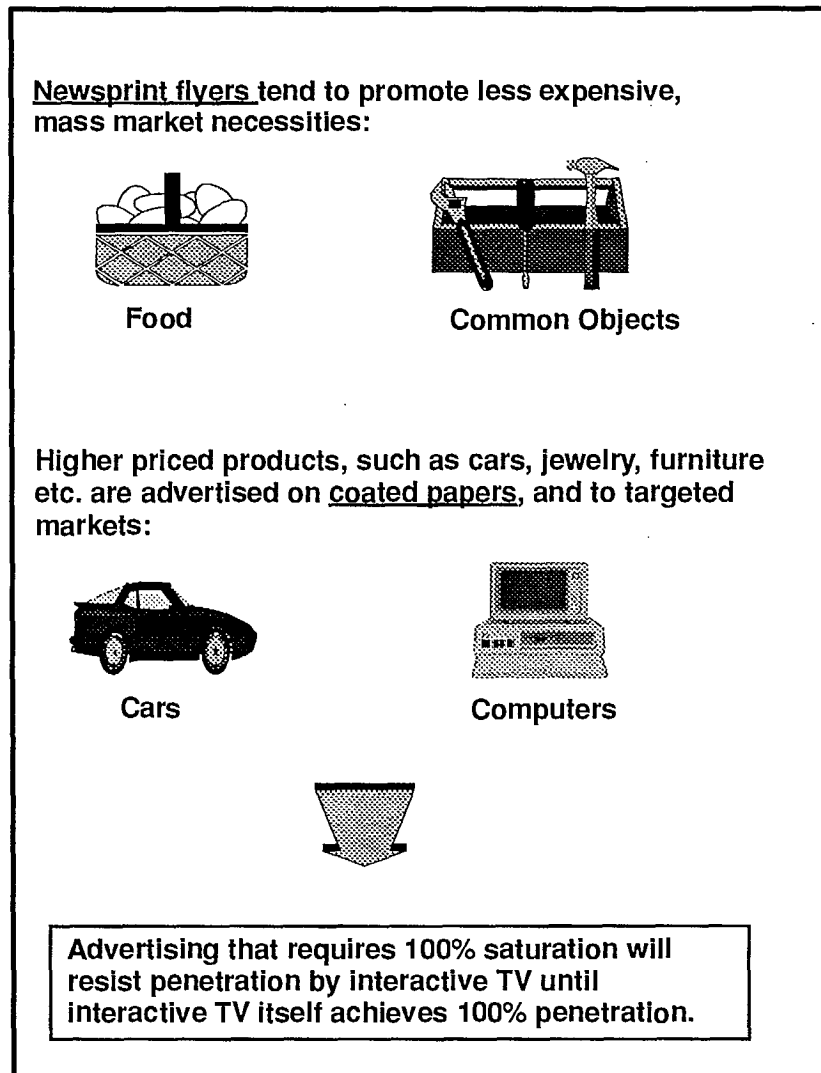 Newsprint flyers tend to promote less expensive,
mass market necessities:
Food
Common Objects
Higher priced products, such as cars, jewelry, furniture
etc. are advertised on coated papers, and to targeted
markets:
Cars
Computers
Advertising that requires 100% saturation will
resist penetration by interactive TV until
interactive TV itself achieves 100% penetration.